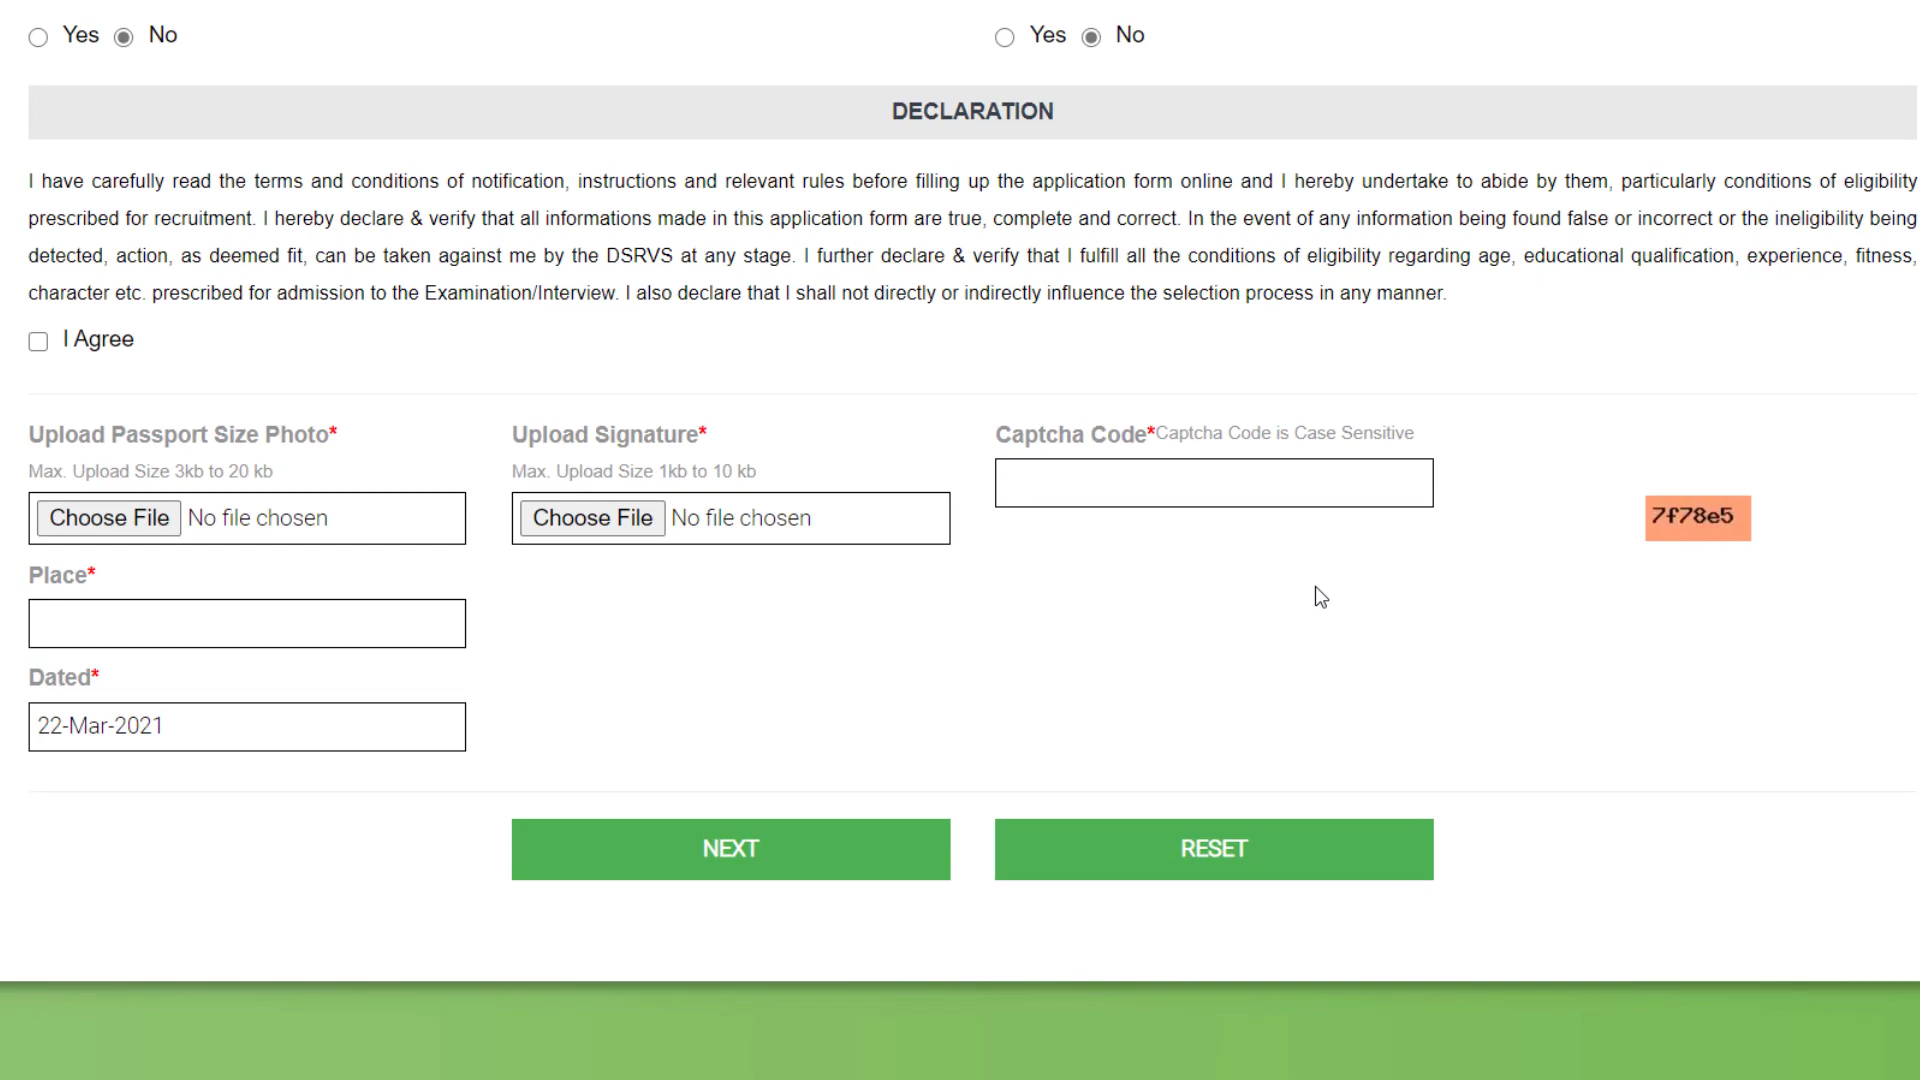 Yes No Yes No
DECLARATION
I have carefully read the terms and conditions of notification, instructions and relevant rules before filling up the application form online and I hereby undertake to abide by them, particularly conditions of eligibility
prescribed for recruitment. I hereby declare & verify that all informations made in this application form are true, complete and correct. In the event of any information being found false or incorrect or the ineligibility being
detected, action, as deemed fit, can be taken against me by the DSRVS at any stage. I further declare & verify that I fulfill all the conditions of eligibility regarding age, educational qualification, experience, fitness,
character etc. prescribed for admission to the Examination/Interview. I also declare that I shall not directly or indirectly influence the selection process in any manner.
I Agree
Upload Passport Size Photo*
Max. Upload Size 3kb to 20 kb
Choose File No file chosen
Upload Signature*
Max. Upload Size 1kb to 10 kb
Choose File No file chosen
Captcha Code*Captcha Code is Case Sensitive
7f78e5
Place*
Dated*
22-Mar-2021
NEXT
RESET